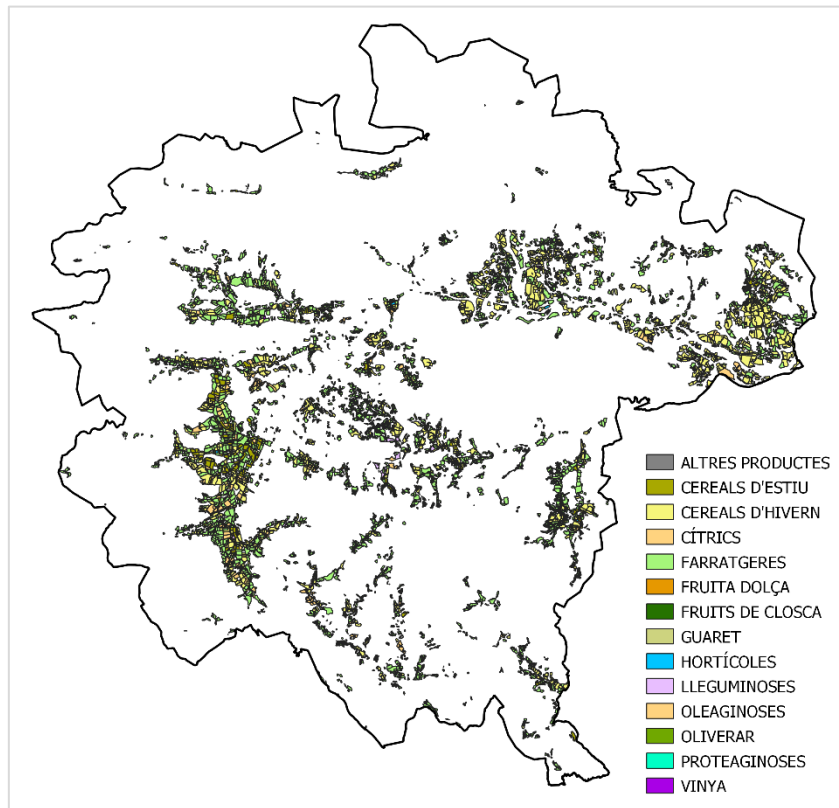 ALTRES PRODUCTES
CEREALS D'ESTIU
CEREALS D'HIVERN
CÍTRICS
FARRATGERES
FRUITA DOLÇA
FRUITS DE CLOSCA
GUARET
HORTÍCOLES
LLEGUMINOSES
OLEAGINOSES
OLIVERAR
PROTEAGINOSES
VINYA